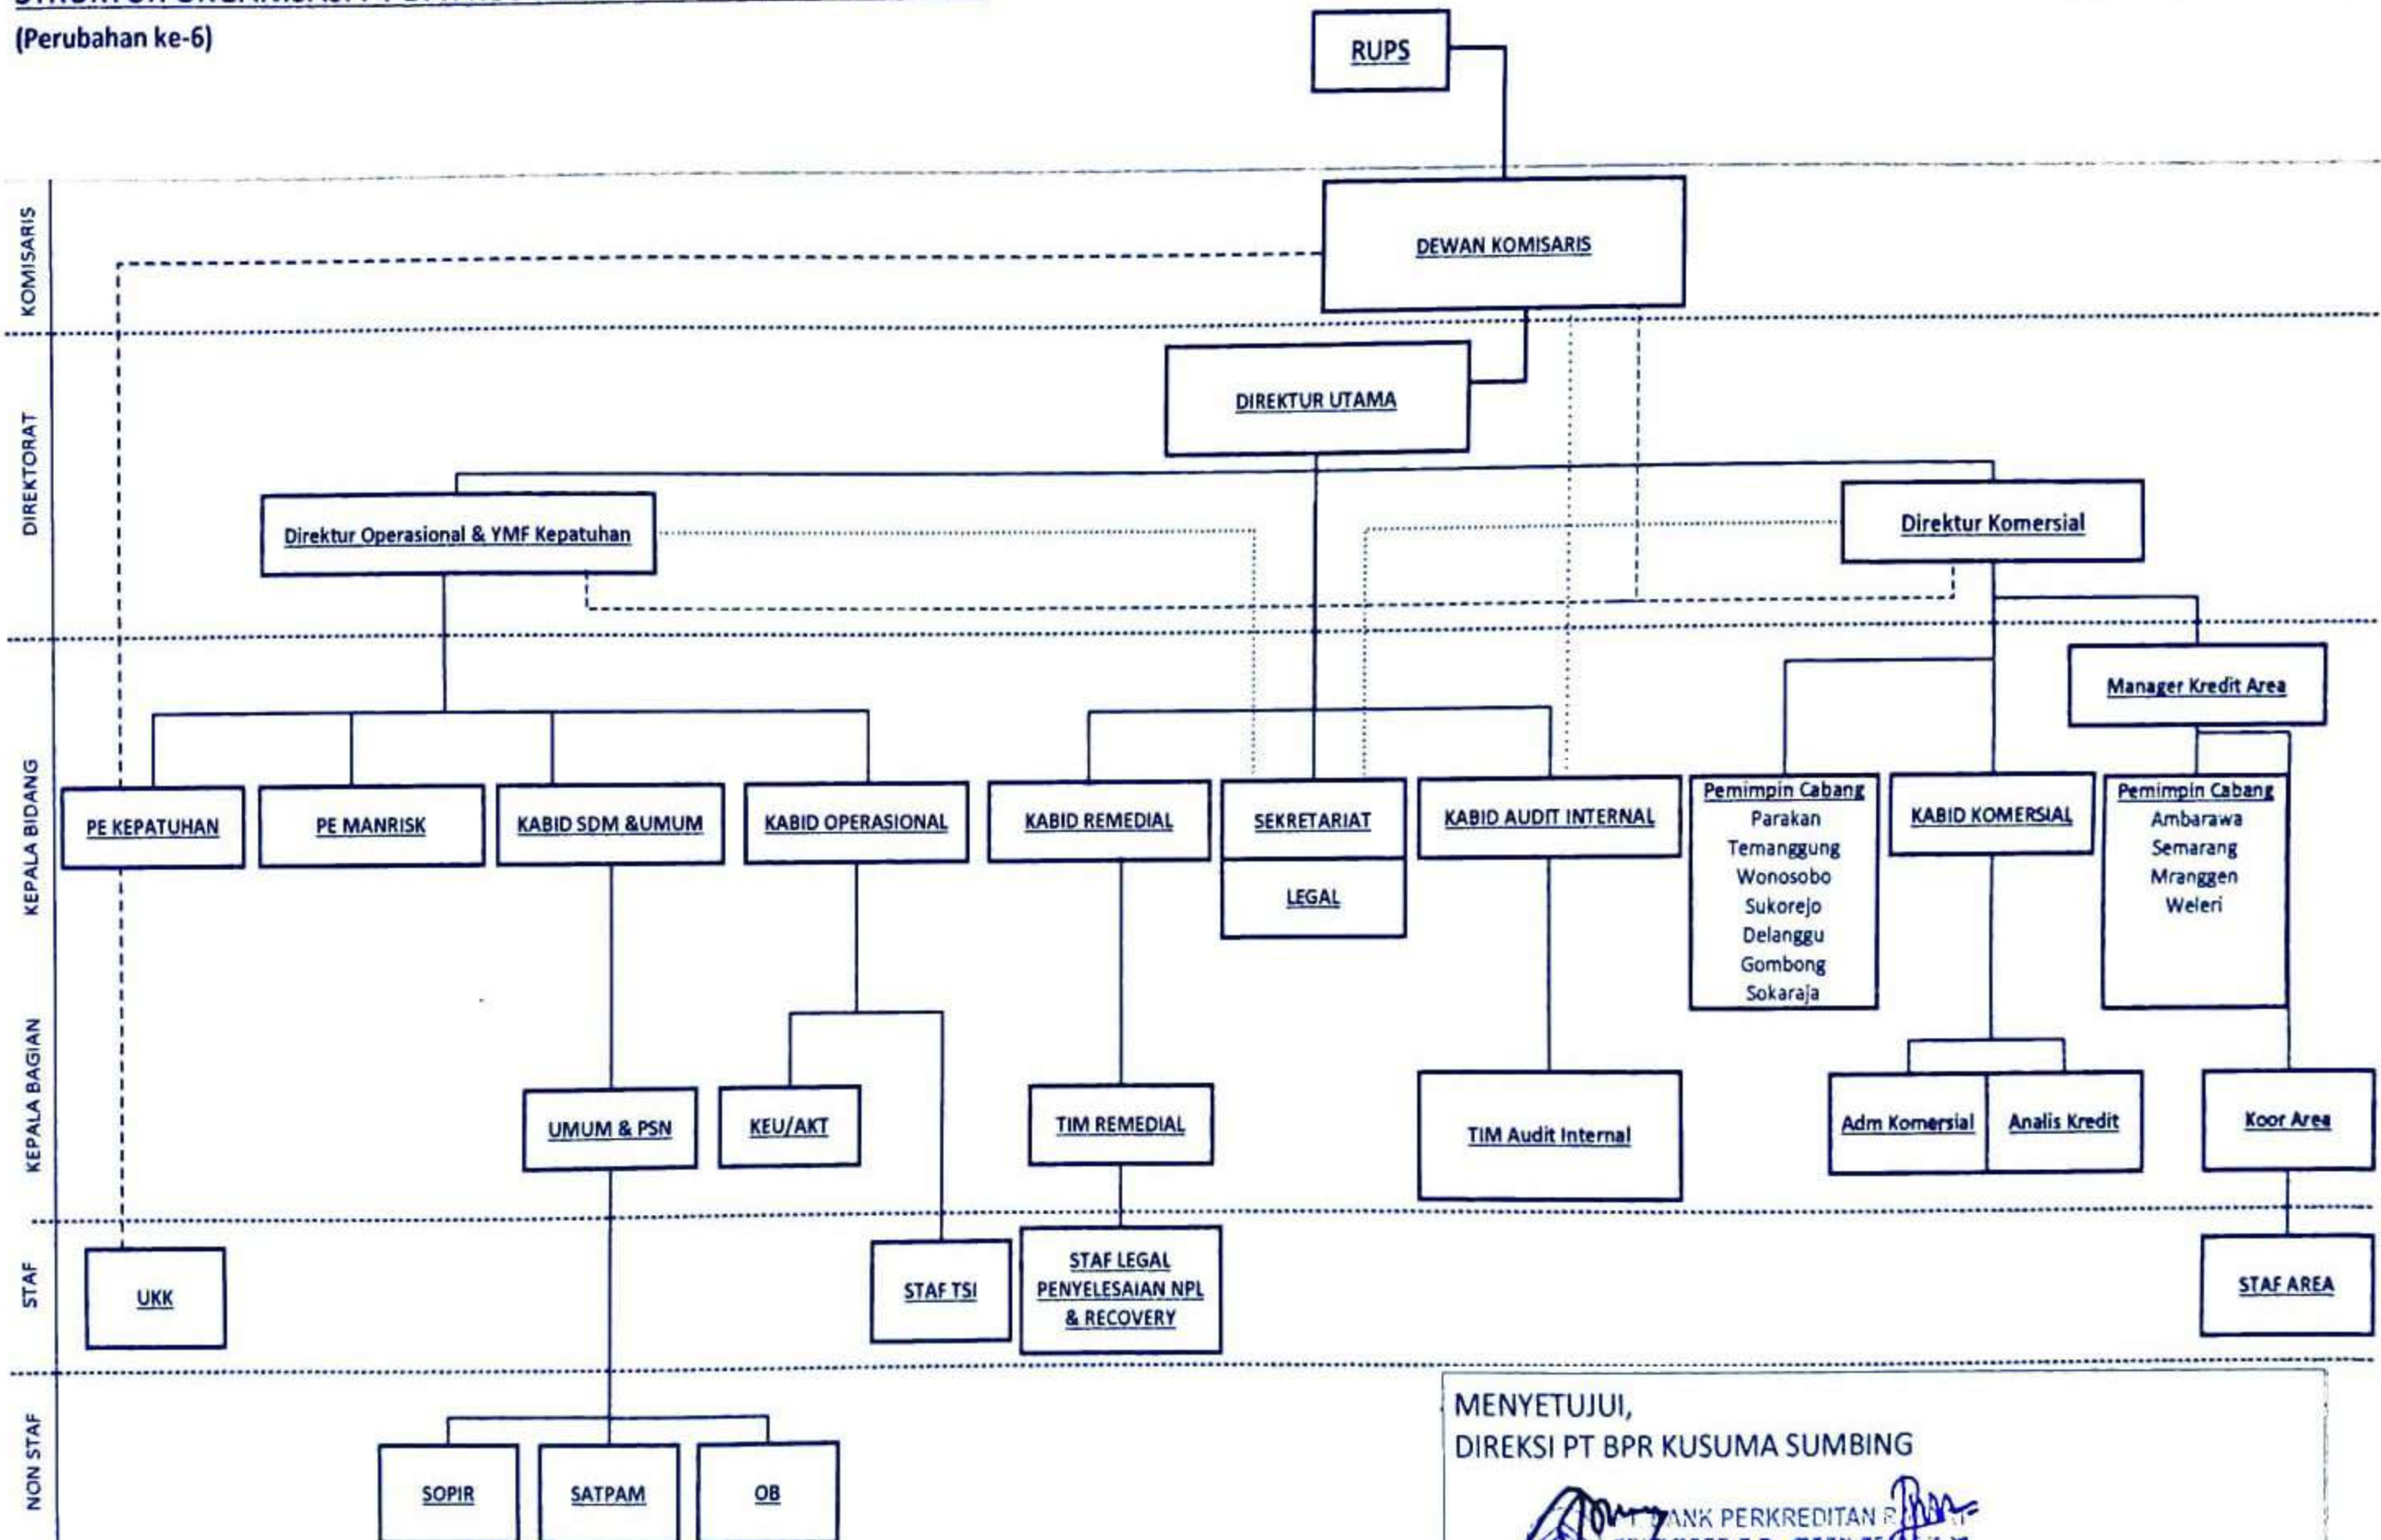 (Perubahan ke-6)
RUPS
KOMISARIS
DEWAN KOMISARIS
DIREKTORAT
DIREKTUR UTAMA
Direktur Operasional & YMF Kepatuhan
Direktur Komersial
Manager Kredit Area
KEPALA BIDANG
PE KEPATUHAN
PE MANRISK
KABID SDM &UMUM
KABID OPERASIONAL
KABID REMEDIAL
SEKRETARIAT
LEGAL
KABID AUDIT INTERNAL
Pemimpin Cabang
Parakan
Temanggung
Wonosobo
Sukorejo
Delanggu
Gombong
Sokaraja
KABID KOMERSIAL
Pemimpin Cabang
Ambarawa
Semarang
Mranggen
Weleri
KEPALA BAGIAN
UMUM & PSN
KEU/AKT
TIM REMEDIAL
TIM Audit Internal
Adm Komersial
Analis Kredit
Koor Area
STAF
UKK
STAF TSI
STAF LEGAL
PENYELESAIAN NPL
& RECOVERY
STAF AREA
NON STAF
SOPIR
SATPAM
OB
MENYETUJUI,
DIREKSI PT BPR KUSUMA SUMBING
BANK PERKREDITAN